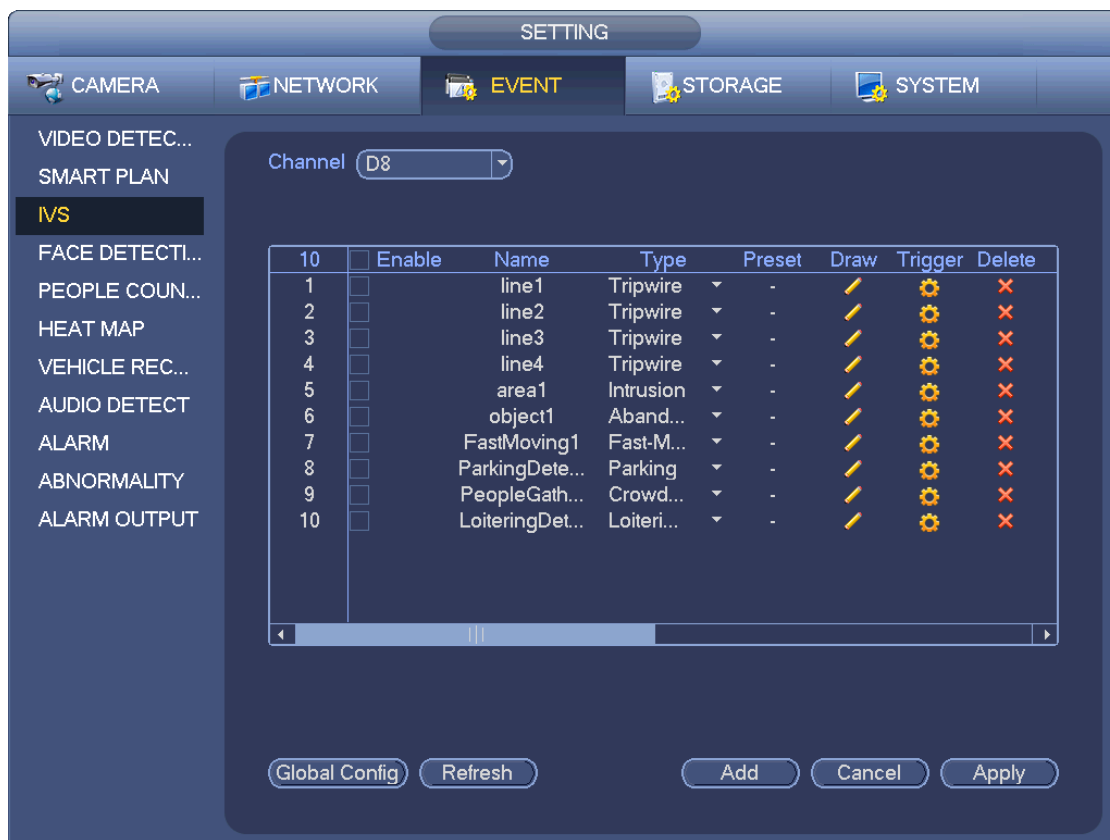 SETTING
CAMERA NETWORK EVENT STORAGE SYSTEM
VIDEO DETEC...
SMART PLAN
IVS
FACE DETECTI...
PEOPLE COUN...
HEAT MAP
VEHICLE REC...
AUDIO DETECT
ALARM
ABNORMALITY
ALARM OUTPUT
Channel D8
10 Enable Name Type Preset Draw Trigger Delete
1 line1 Tripwire -
2 line2 Tripwire -
3 line3 Tripwire -
4 line4 Tripwire -
5 area1 Intrusion -
6 object1 Aband... -
7 FastMoving1 Fast-M... -
8 ParkingDete... Parking -
9 PeopleGath... Crowd... -
10 LoiteringDet... Loiteri... -
Global Config Refresh Add Cancel Apply